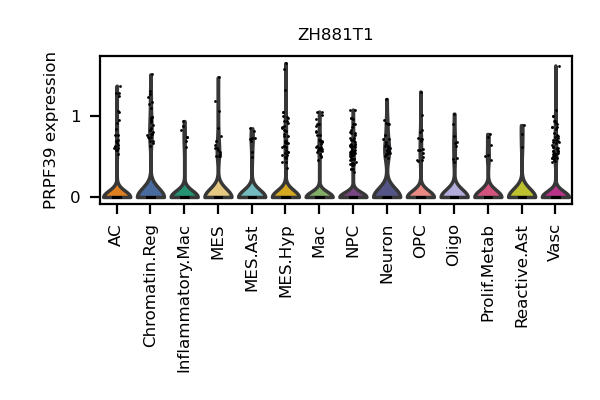 ZH881T1
PRPF39 expression
1
0
AC
Chromatin.Reg
Inflammatory.Mac
MES
MES.Ast
MES.Hyp
Mac
NPC
Neuron
OPC
Oligo
Prolif.Metab
Reactive.Ast
Vasc